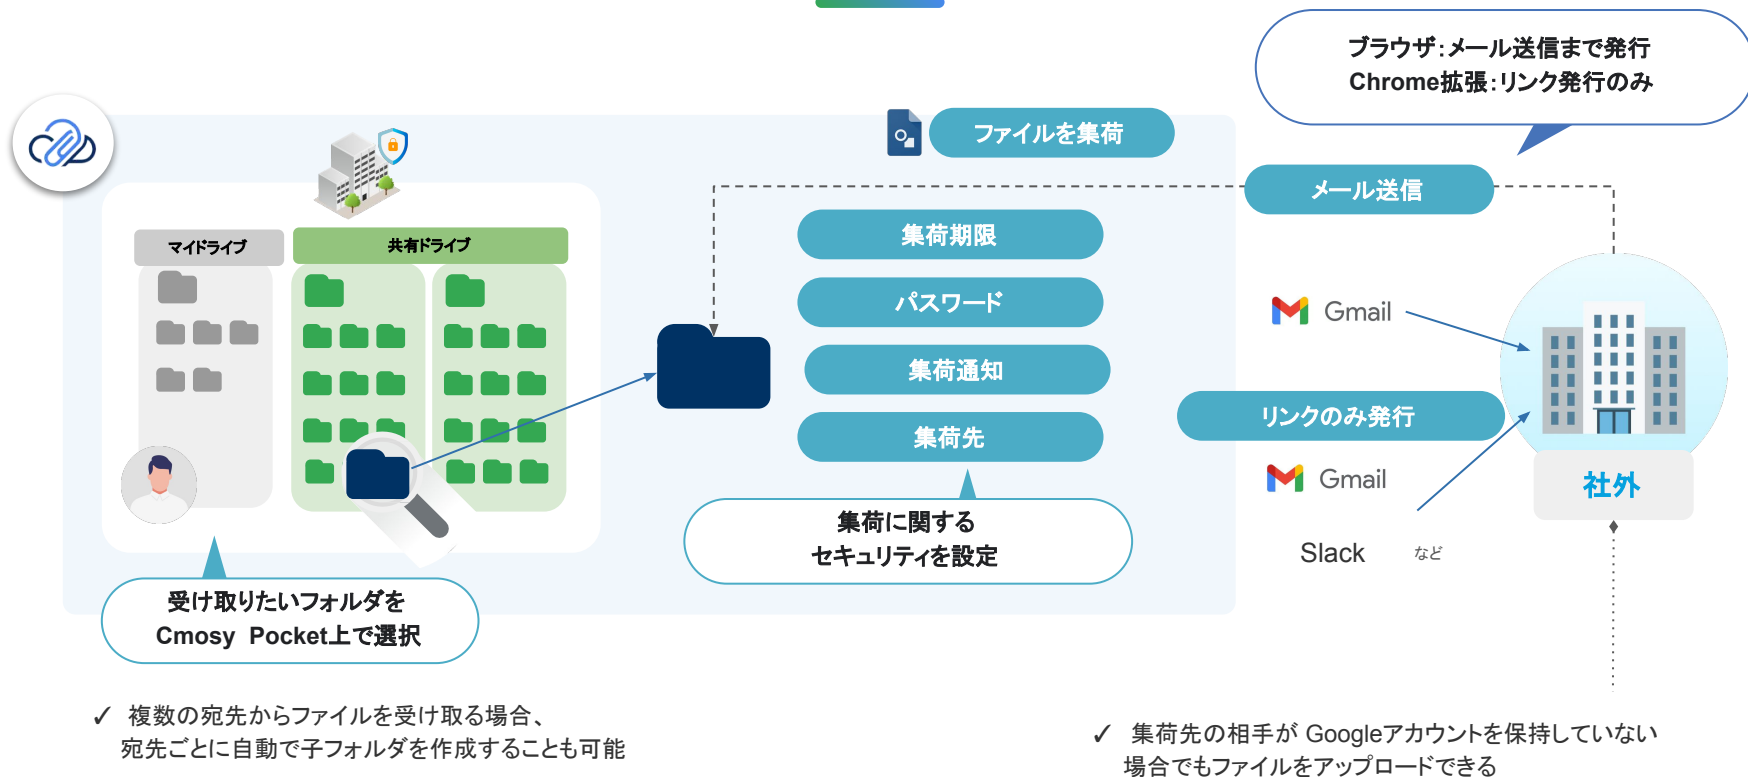 ブラウザ：メール送信まで発行
Chrome拡張：リンク発行のみ
ファイルを集荷
メール送信
マイドライブ
共有ドライブ
集荷期限
パスワード
集荷通知
集荷先
Gmail
リンクのみ発行
Gmail
Slack など
社外
集荷に関する
セキュリティを設定
受け取りたいフォルダを
Cmosy Pocket上で選択
✓ 複数の宛先からファイルを受け取る場合、
宛先ごとに自動で子フォルダを作成することも可能
✓ 集荷先の相手が Googleアカウントを保持していない
場合でもファイルをアップロードできる